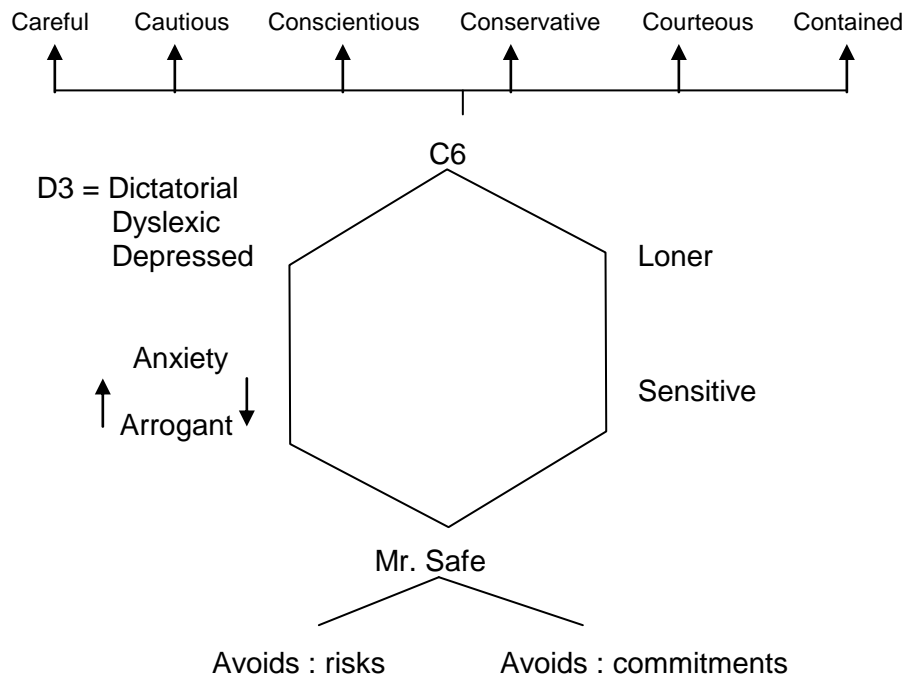 Careful Cautious Conscientious Conservative Courteous Contained
C6
D3 = Dictatorial
Dyslexic
Depressed
Loner
Anxiety
Sensitive
Arrogant
Mr. Safe
Avoids : risks Avoids : commitments